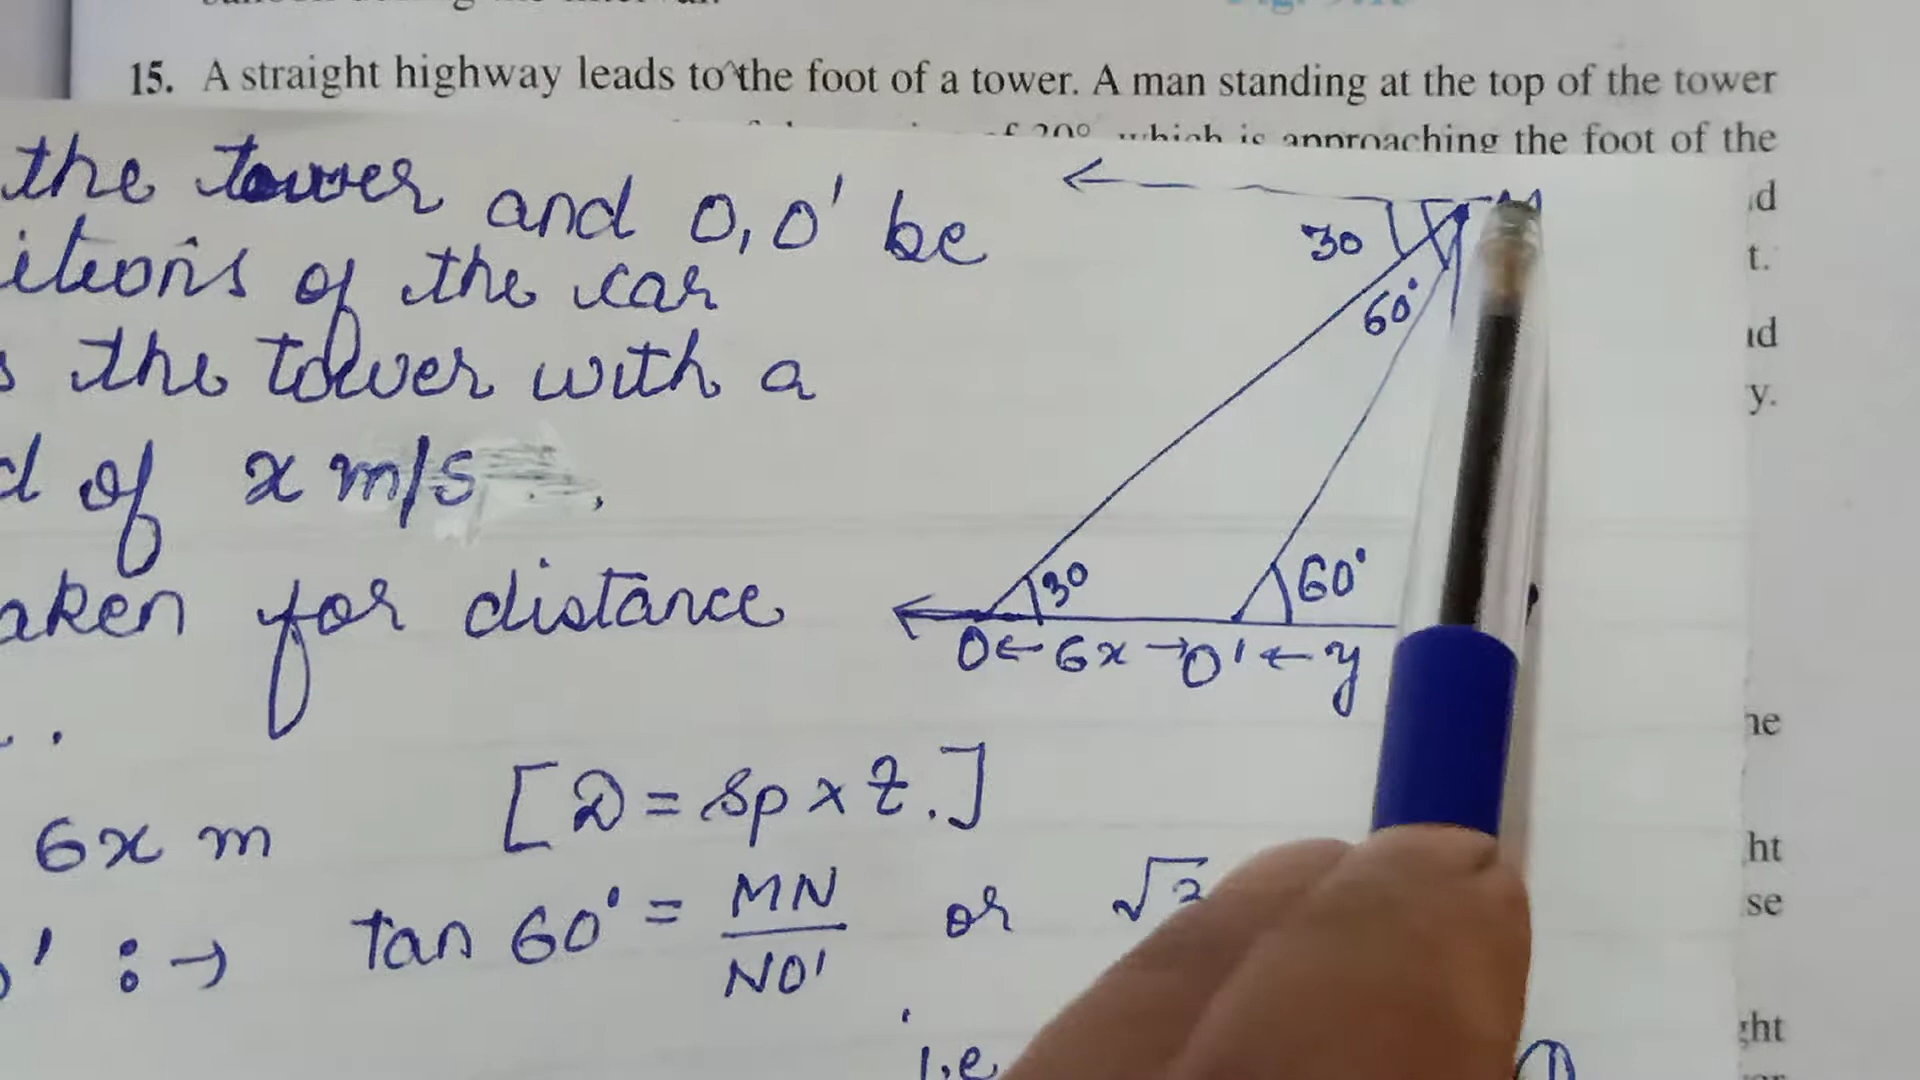 15. A straight highway leads to the foot of a tower. A man standing at the top of the tower
30° which is approaching the foot of the
the tower and O, O' be
itions of the car
s the tower with a
d of x m/s.
aken for distance
30
60°
30
60°
O ← 6x → O' ← y
6x m [D = sp x t.]
' :→ tan 60° = MN / NO' or √3
i.e
d
t.
nd
y.
he
ht
se
ght